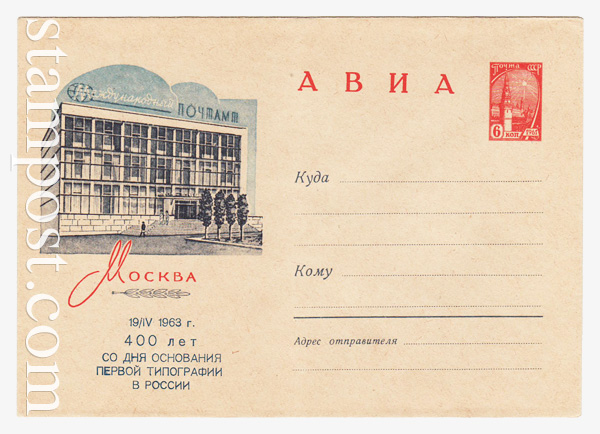 stampost.com
Международный
ПОЧТАМТ
Москва
19/IV 1963 г.
400 лет
СО ДНЯ ОСНОВАНИЯ
ПЕРВОЙ ТИПОГРАФИИ
В РОССИИ
АВИА
Почта СССР
6 КОП
1961
Куда
Кому
Адрес отправителя